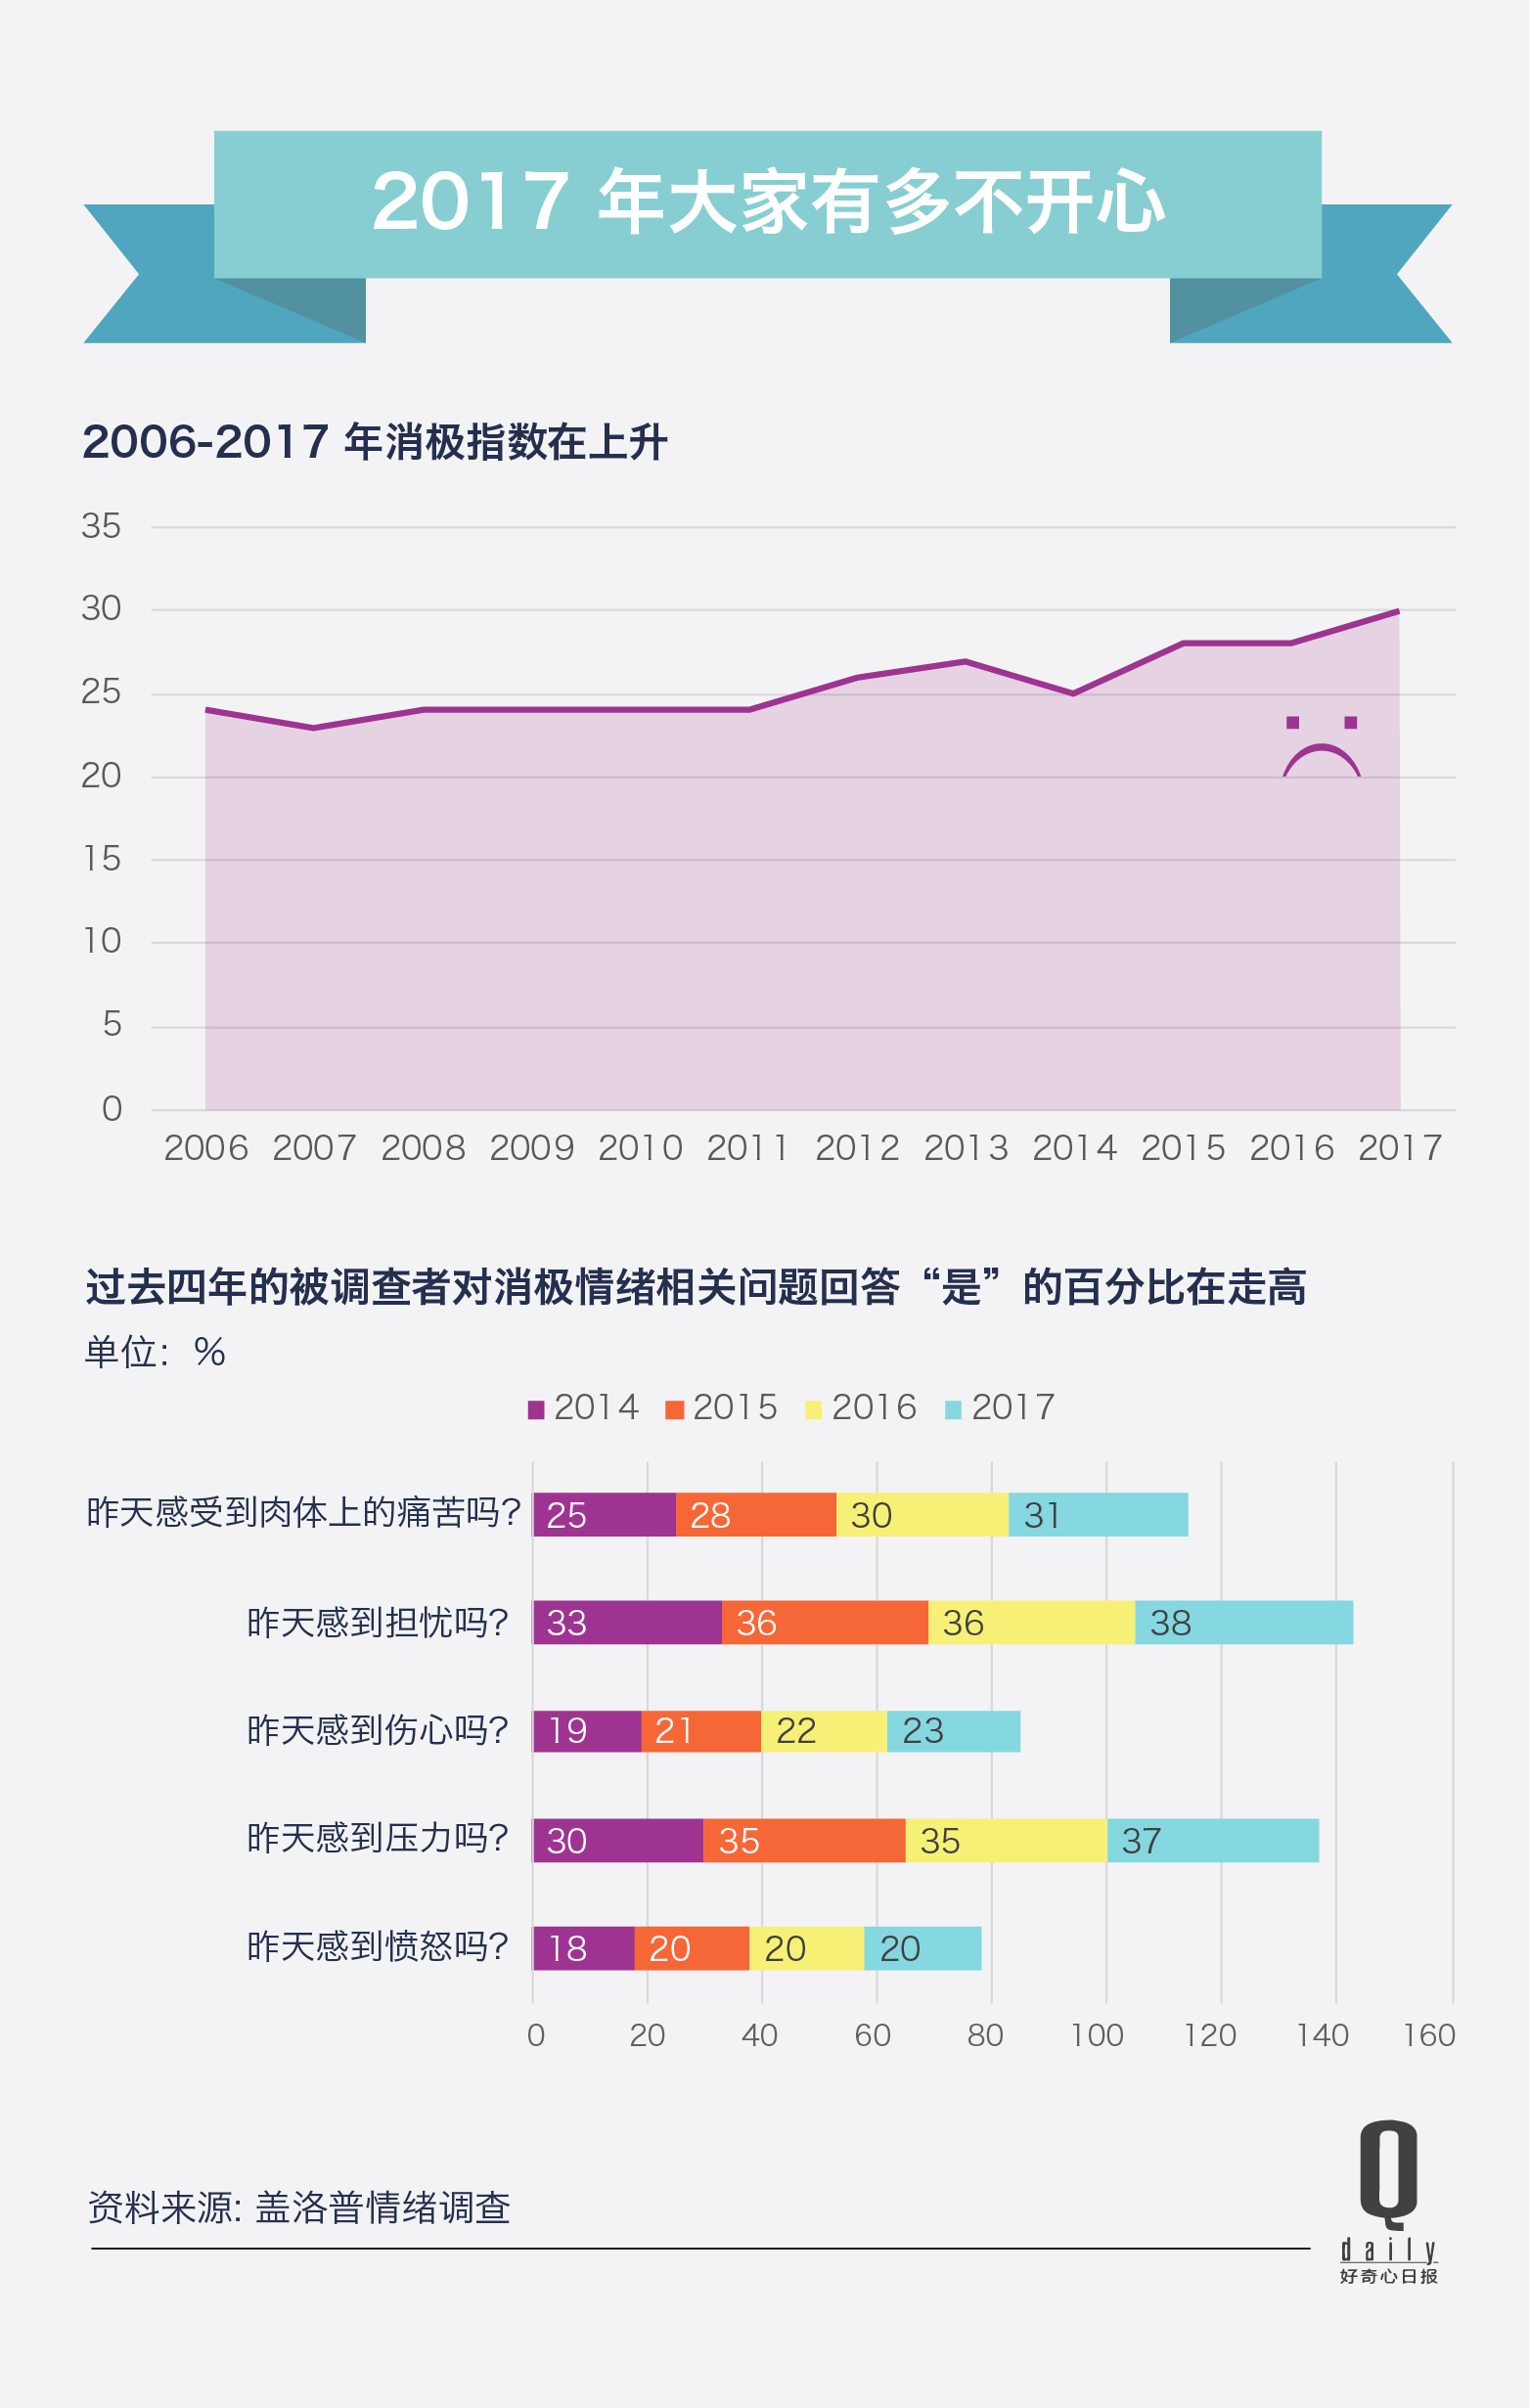 2017 年大家有多不开心
2006-2017 年消极指数在上升
35
30
25
20
15
10
5
0
2006 2007 2008 2009 2010 2011 2012 2013 2014 2015 2016 2017
过去四年的被调查者对消极情绪相关问题回答“是”的百分比在走高
单位：%
2014 2015 2016 2017
昨天感受到肉体上的痛苦吗? 25 28 30 31
昨天感到担忧吗? 33 36 36 38
昨天感到伤心吗? 19 21 22 23
昨天感到压力吗? 30 35 35 37
昨天感到愤怒吗? 18 20 20 20
0 20 40 60 80 100 120 140 160
资料来源: 盖洛普情绪调查
Q
daily
好奇心日报